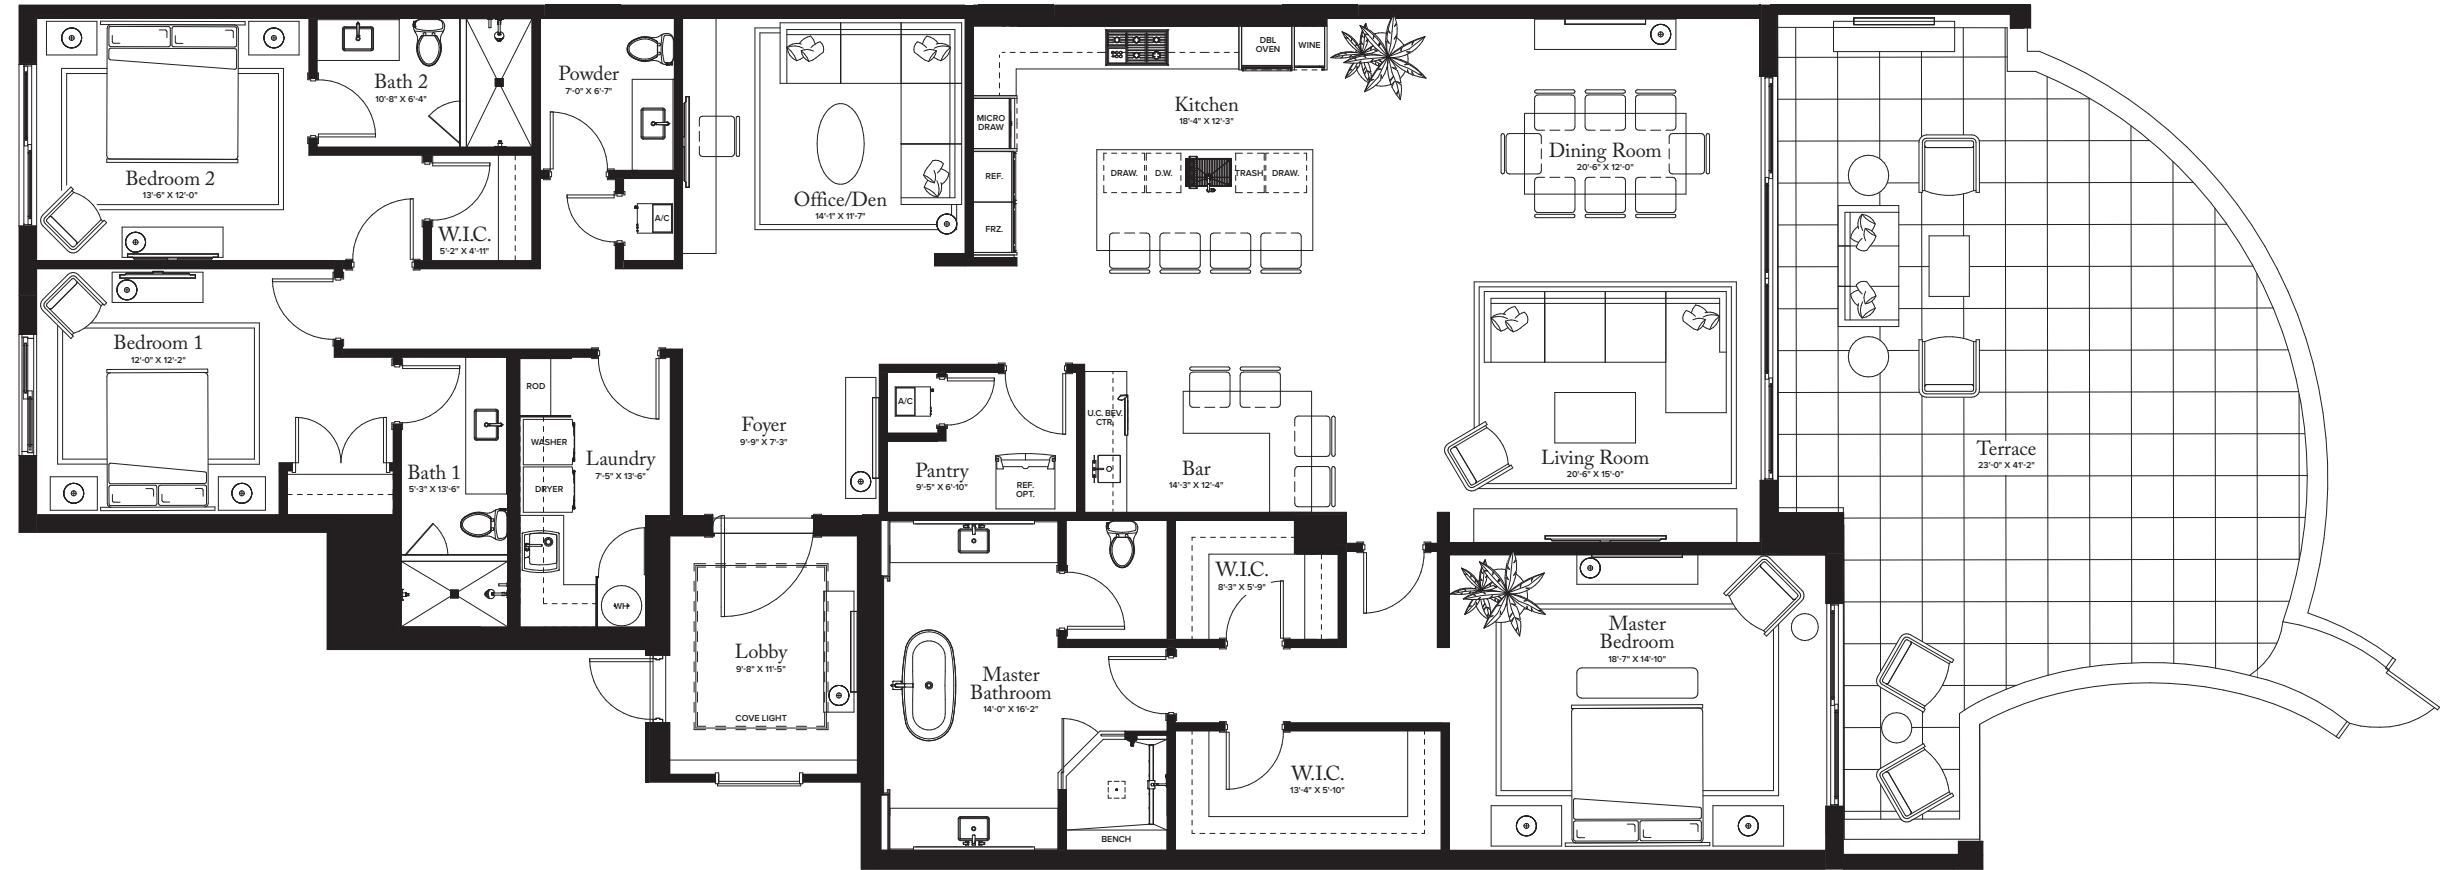 Bath 2
10'-8" X 6'-4"
Powder
7'-0" X 6'-7"
DBL
OVEN
WINE
Kitchen
18'-4" X 12'-3"
MICRO
DRAW
Bedroom 2
13'-6" X 12'-0"
REF.
DRAW.
D.W.
TRASH
DRAW.
Dining Room
20'-6" X 12'-0"
Office/Den
14'-1" X 11'-7"
A/C
FRZ.
W.I.C.
5'-2" X 4'-11"
Bedroom 1
12'-0" X 12'-2"
ROD
A/C
U.C. BEV.
CTR.
Foyer
9'-9" X 7'-3"
WASHER
Laundry
7'-5" X 13'-6"
DRYER
Bath 1
5'-3" X 13'-6"
Pantry
9'-5" X 6'-10"
REF.
OPT.
Bar
14'-3" X 12'-4"
Living Room
20'-6" X 15'-0"
Terrace
23'-0" X 41'-2"
W.I.C.
8'-3" X 5'-9"
WH
Lobby
9'-8" X 11'-5"
COVE LIGHT
Master
Bathroom
14'-0" X 16'-2"
Master
Bedroom
18'-7" X 14'-10"
W.I.C.
13'-4" X 5'-10"
BENCH